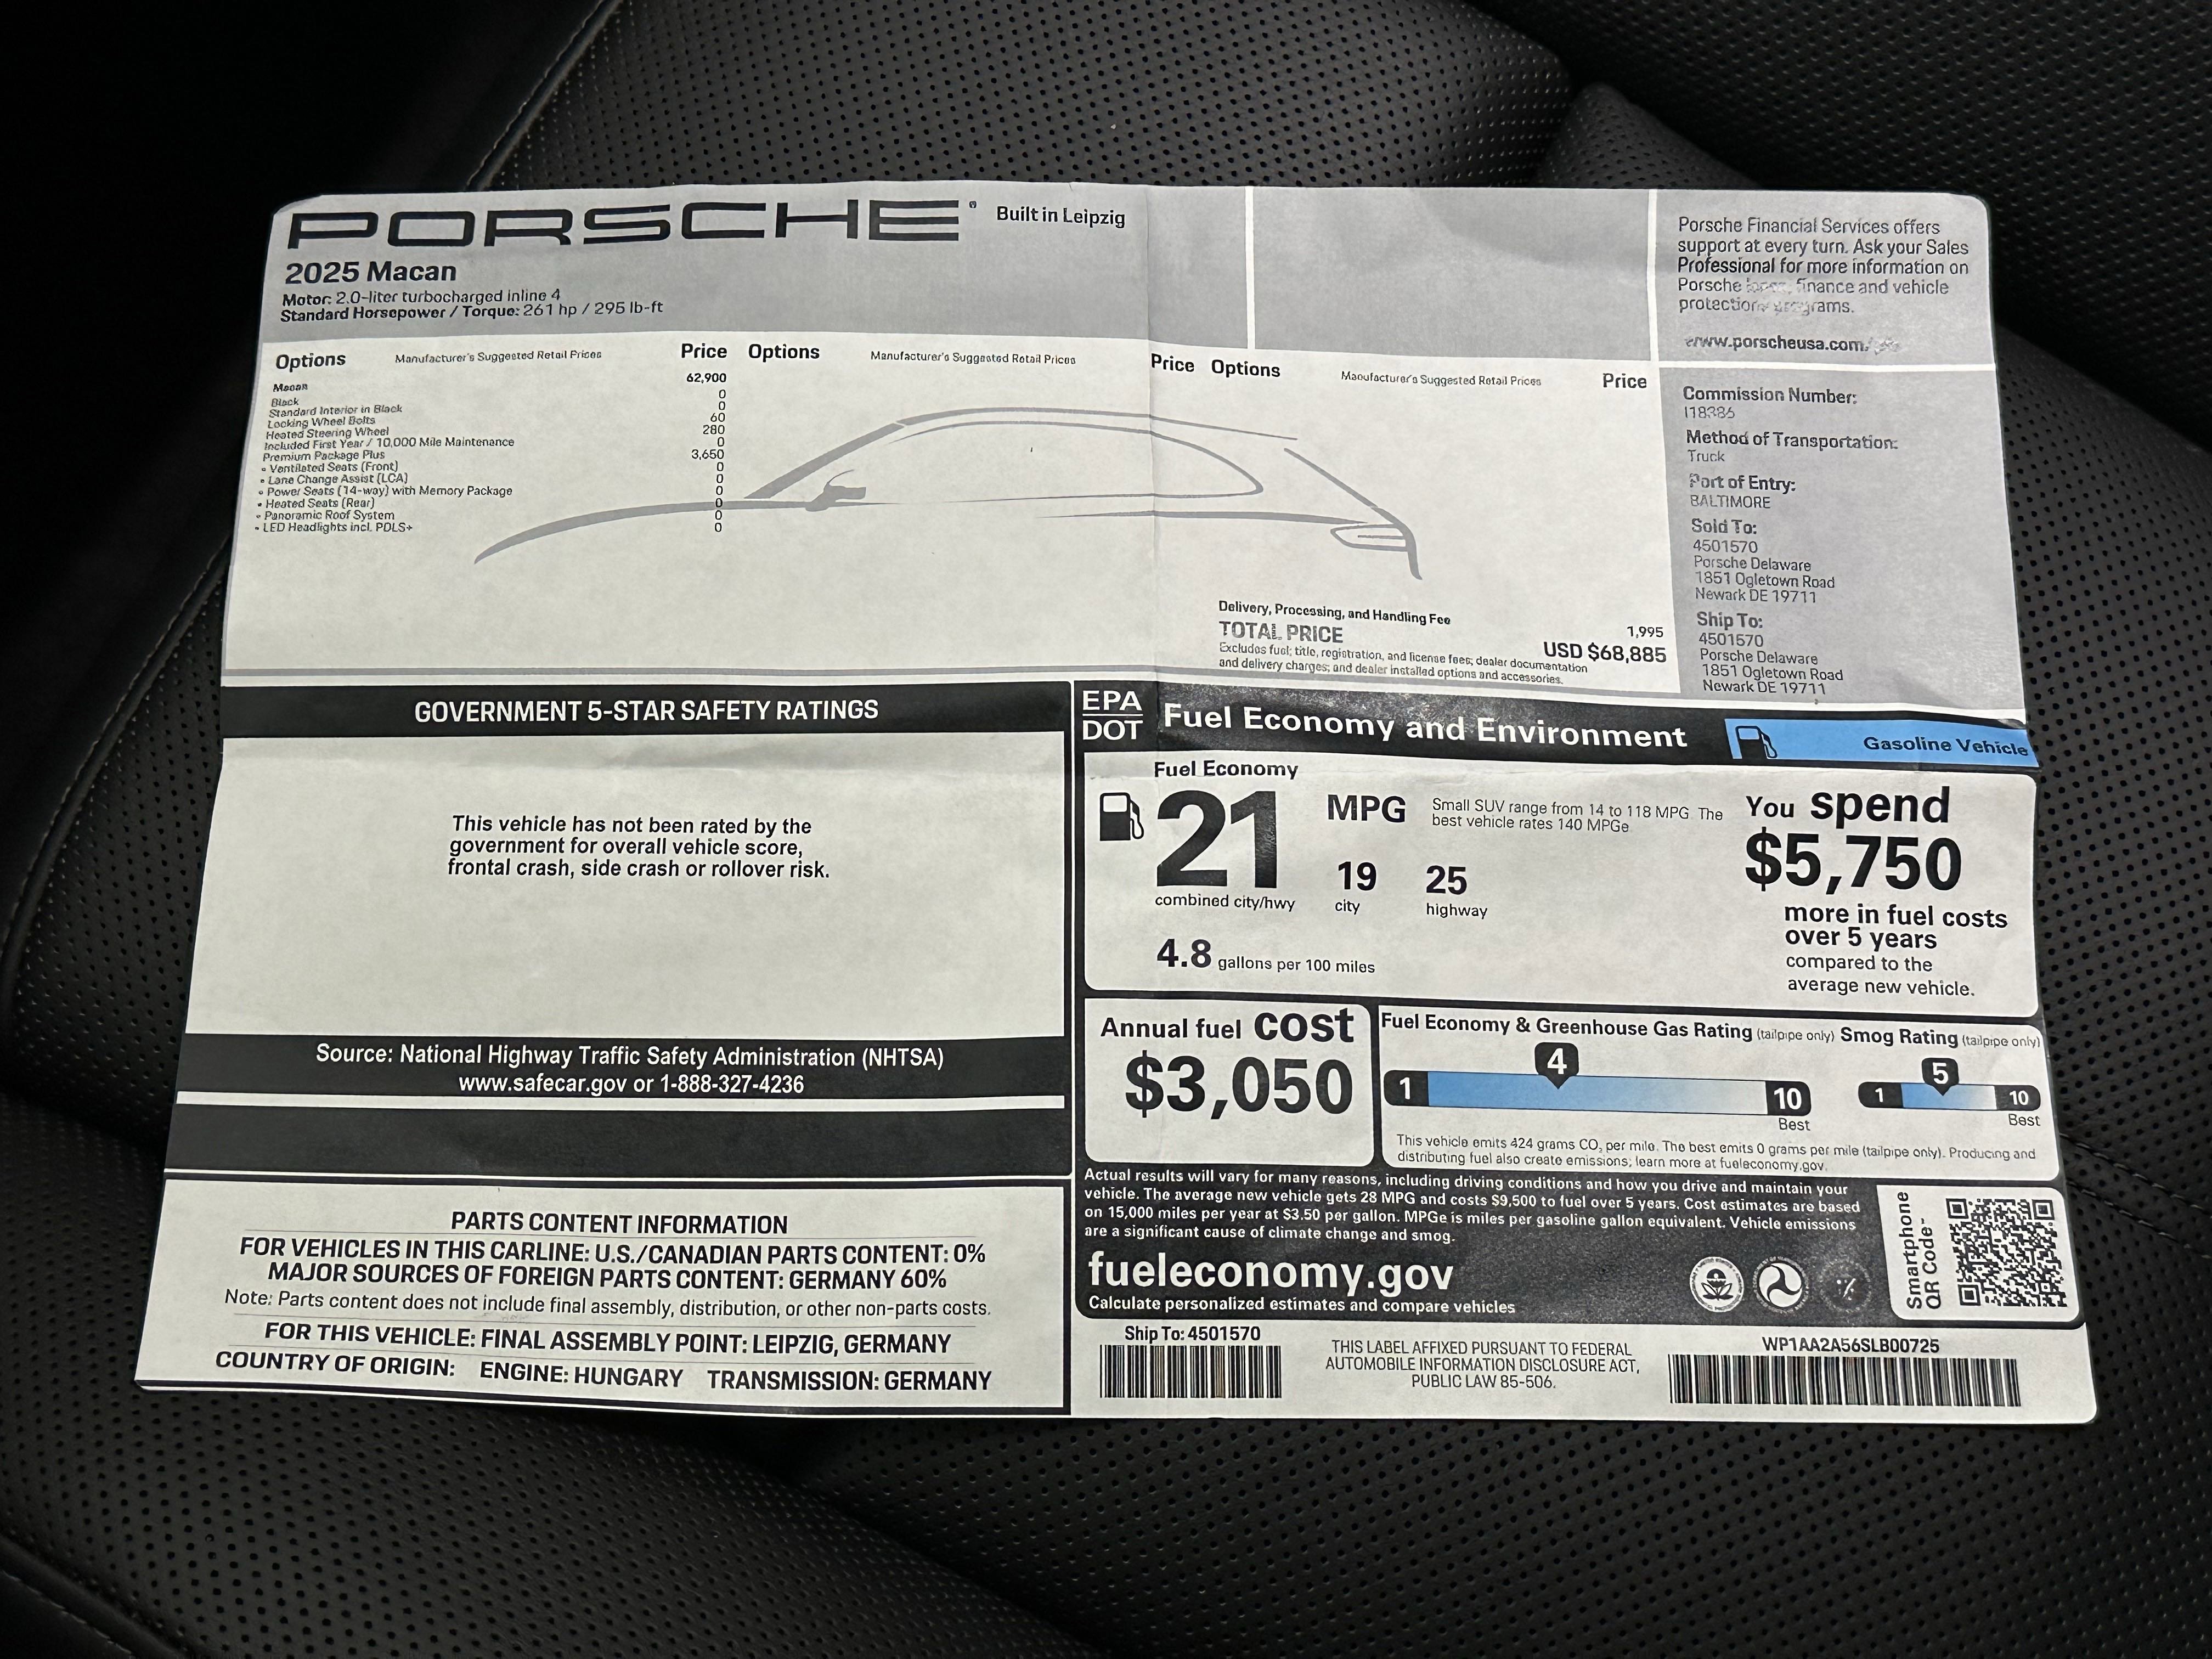 PORSCHE
Built in Leipzig
2025 Macan
Motor: 2.0-liter turbocharged inline 4
Standard Horsepower / Torque: 261 hp / 295 lb-ft
Porsche Financial Services offers
support at every turn. Ask your Sales
Professional for more information on
Porsche finance and vehicle
protection programs.
www.porscheusa.com/
Options Manufacturer's Suggested Retail Prices Price Options Manufacturer's Suggested Retail Prices Price Options Manufacturer's Suggested Retail Prices Price
Macan 62,900
Black 0
Standard Interior in Black 0
Locking Wheel Bolts 60
Heated Steering Wheel 280
Included First Year / 10,000 Mile Maintenance 0
Premium Package Plus 3,650
• Ventilated Seats (Front) 0
• Lane Change Assist (LCA) 0
• Power Seats (14-way) with Memory Package 0
• Heated Seats (Rear) 0
• Panoramic Roof System 0
• LED Headlights incl. PDLS+ 0
Delivery, Processing, and Handling Fee 1,995
TOTAL PRICE USD $68,885
Excludes fuel; title, registration, and license fees; dealer documentation
and delivery charges; and dealer installed options and accessories.
Commission Number:
I18386
Method of Transportation:
Truck
Port of Entry:
BALTIMORE
Sold To:
4501570
Porsche Delaware
1851 Ogletown Road
Newark DE 19711
Ship To:
4501570
Porsche Delaware
1851 Ogletown Road
Newark DE 19711
GOVERNMENT 5-STAR SAFETY RATINGS
This vehicle has not been rated by the
government for overall vehicle score,
frontal crash, side crash or rollover risk.
Source: National Highway Traffic Safety Administration (NHTSA)
www.safecar.gov or 1-888-327-4236
PARTS CONTENT INFORMATION
FOR VEHICLES IN THIS CARLINE: U.S./CANADIAN PARTS CONTENT: 0%
MAJOR SOURCES OF FOREIGN PARTS CONTENT: GERMANY 60%
Note: Parts content does not include final assembly, distribution, or other non-parts costs.
FOR THIS VEHICLE: FINAL ASSEMBLY POINT: LEIPZIG, GERMANY
COUNTRY OF ORIGIN: ENGINE: HUNGARY TRANSMISSION: GERMANY
EPA
DOT
Fuel Economy and Environment
Gasoline Vehicle
Fuel Economy
21
MPG
Small SUV range from 14 to 118 MPG. The
best vehicle rates 140 MPGe
combined city/hwy
19
city
25
highway
4.8 gallons per 100 miles
You spend
$5,750
more in fuel costs
over 5 years
compared to the
average new vehicle.
Annual fuel cost
$3,050
Fuel Economy & Greenhouse Gas Rating (tailpipe only)
4
1
10
Best
Smog Rating (tailpipe only)
5
1
10
Best
This vehicle emits 424 grams CO2 per mile. The best emits 0 grams per mile (tailpipe only). Producing and
distributing fuel also create emissions; learn more at fueleconomy.gov.
Actual results will vary for many reasons, including driving conditions and how you drive and maintain your
vehicle. The average new vehicle gets 28 MPG and costs $9,500 to fuel over 5 years. Cost estimates are based
on 15,000 miles per year at $3.50 per gallon. MPGe is miles per gasoline gallon equivalent. Vehicle emissions
are a significant cause of climate change and smog.
fueleconomy.gov
Calculate personalized estimates and compare vehicles
Smartphone
QR Code-
Ship To: 4501570
THIS LABEL AFFIXED PURSUANT TO FEDERAL
AUTOMOBILE INFORMATION DISCLOSURE ACT,
PUBLIC LAW 85-506.
WP1AA2A56SLB00725